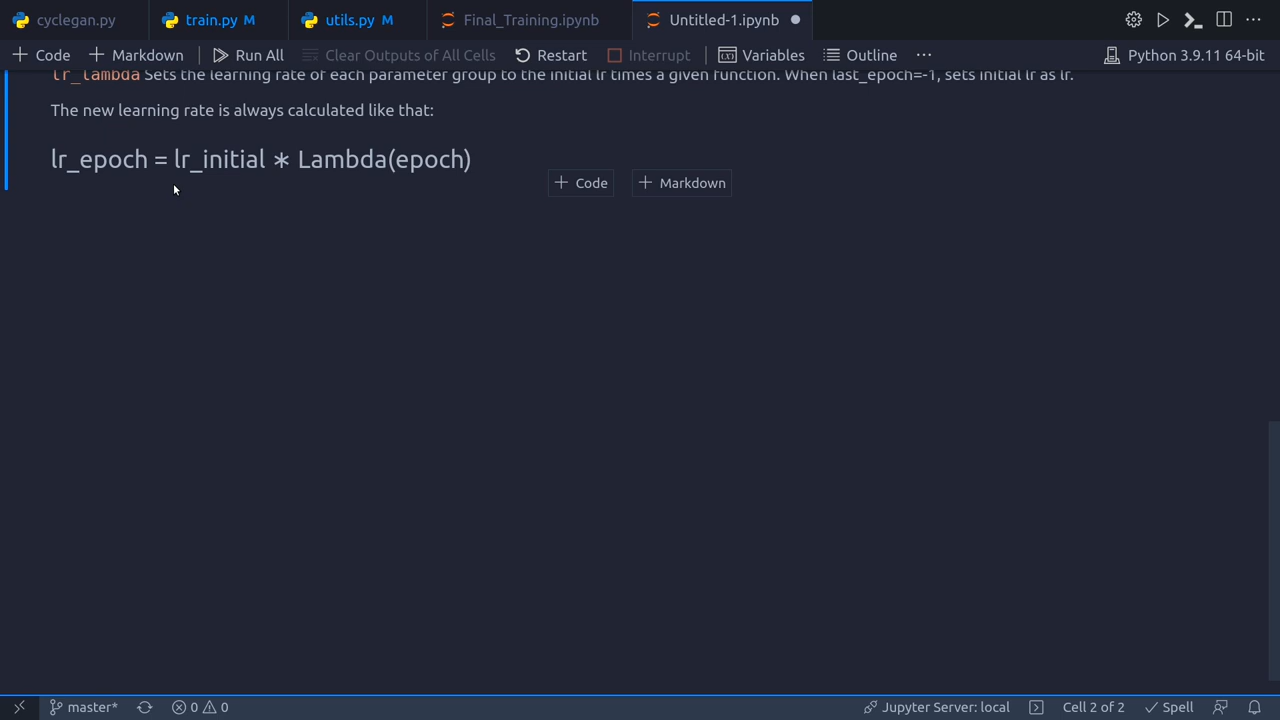 cyclegan.py train.py M utils.py M Final_Training.ipynb Untitled-1.ipynb
Code Markdown Run All Clear Outputs of All Cells Restart Interrupt Variables Outline ... Python 3.9.11 64-bit
lr_lambda Sets the learning rate of each parameter group to the initial lr times a given function. When last_epoch=-1, sets initial lr as lr.
The new learning rate is always calculated like that:
lr_epoch = lr_initial ∗ Lambda(epoch)
+ Code + Markdown
master* 0 0 Jupyter Server: local Cell 2 of 2 Spell